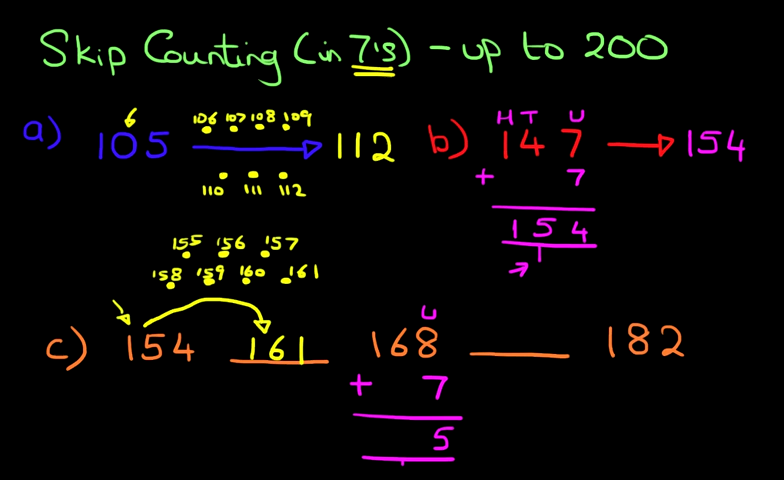 Skip Counting (in 7's) - up to 200
a) 105 → 112
106 107 108 109
110 111 112
b) 147 → 154
H T U
+ 7
154
1
155 156 157
158 159 160 161
c) 154 161 168 ____ 182
U
+ 7
5